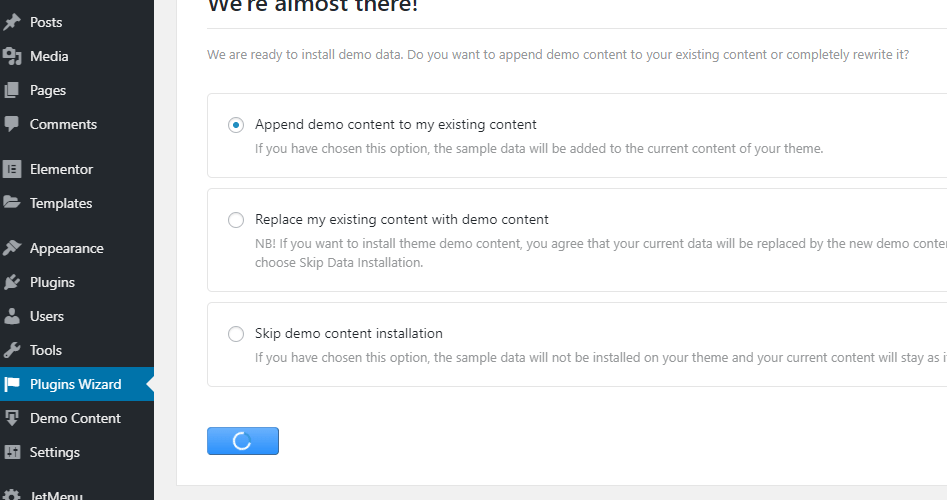 Posts
Media
Pages
Comments
Elementor
Templates
Appearance
Plugins
Users
Tools
Plugins Wizard
Demo Content
Settings
JetMenu
We're almost there!
We are ready to install demo data. Do you want to append demo content to your existing content or completely rewrite it?
Append demo content to my existing content
If you have chosen this option, the sample data will be added to the current content of your theme.
Replace my existing content with demo content
NB! If you want to install theme demo content, you agree that your current data will be replaced by the new demo
choose Skip Data Installation.
Skip demo content installation
If you have chosen this option, the sample data will not be installed on your theme and your current content will stay as